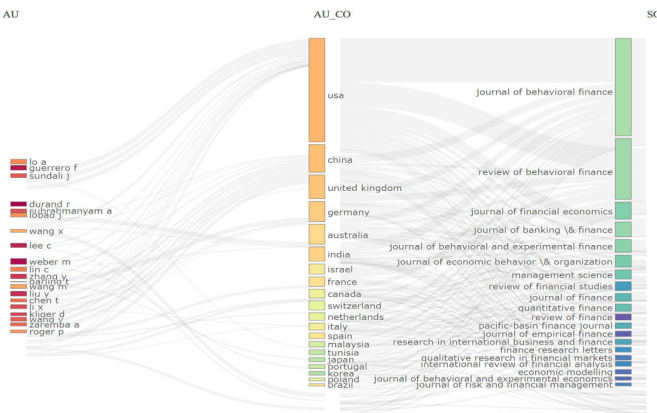 AU
AU_CO
SO
lo a
guerrero f
sundali j
durand r
subrahmanyam a
lobao j
wang x
lee c
weber m
lin c
zhang y
garling t
wang m
liu y
chen t
li x
kliger d
wang y
zaremba a
roger p
usa
china
united kingdom
germany
australia
india
israel
france
canada
switzerland
netherlands
italy
spain
malaysia
tunisia
japan
portugal
korea
poland
brazil
journal of behavioral finance
review of behavioral finance
journal of financial economics
journal of banking \& finance
journal of behavioral and experimental finance
journal of economic behavior \& organization
management science
review of financial studies
journal of finance
quantitative finance
review of finance
pacific-basin finance journal
journal of empirical finance
research in international business and finance
finance research letters
qualitative research in financial markets
international review of financial analysis
economic modelling
journal of behavioral and experimental economics
journal of risk and financial management